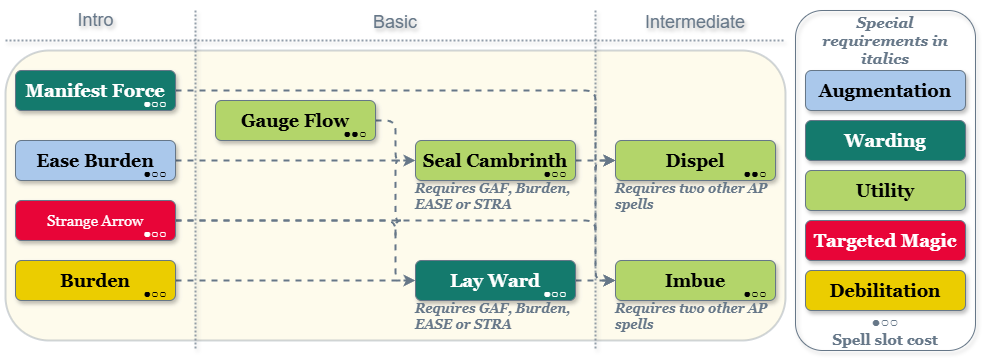 Intro
Basic
Intermediate
Manifest Force
●○○
Gauge Flow
●●○
Ease Burden
●○○
Seal Cambrinth
●○○
Requires GAF, Burden,
EASE or STRA
Dispel
●●○
Requires two other AP
spells
Strange Arrow
●○○
Burden
●○○
Lay Ward
●○○
Requires GAF, Burden,
EASE or STRA
Imbue
●○○
Requires two other AP
spells
Special
requirements in
italics
Augmentation
Warding
Utility
Targeted Magic
Debilitation
●○○
Spell slot cost